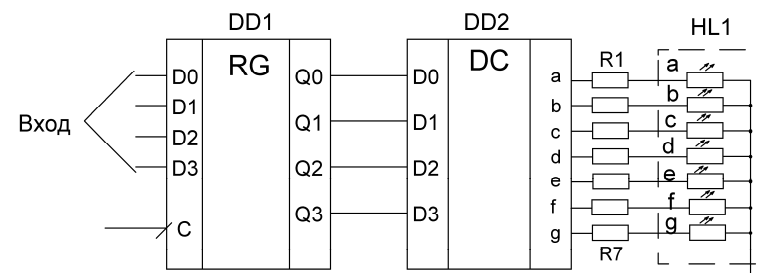 DD1 DD2 HL1
RG DC R1
Вход
D0 Q0 D0 a a
D1 Q1 D1 b b
D2 Q2 D2 c c
D3 Q3 D3 d d
C e e
f f
g g
R7